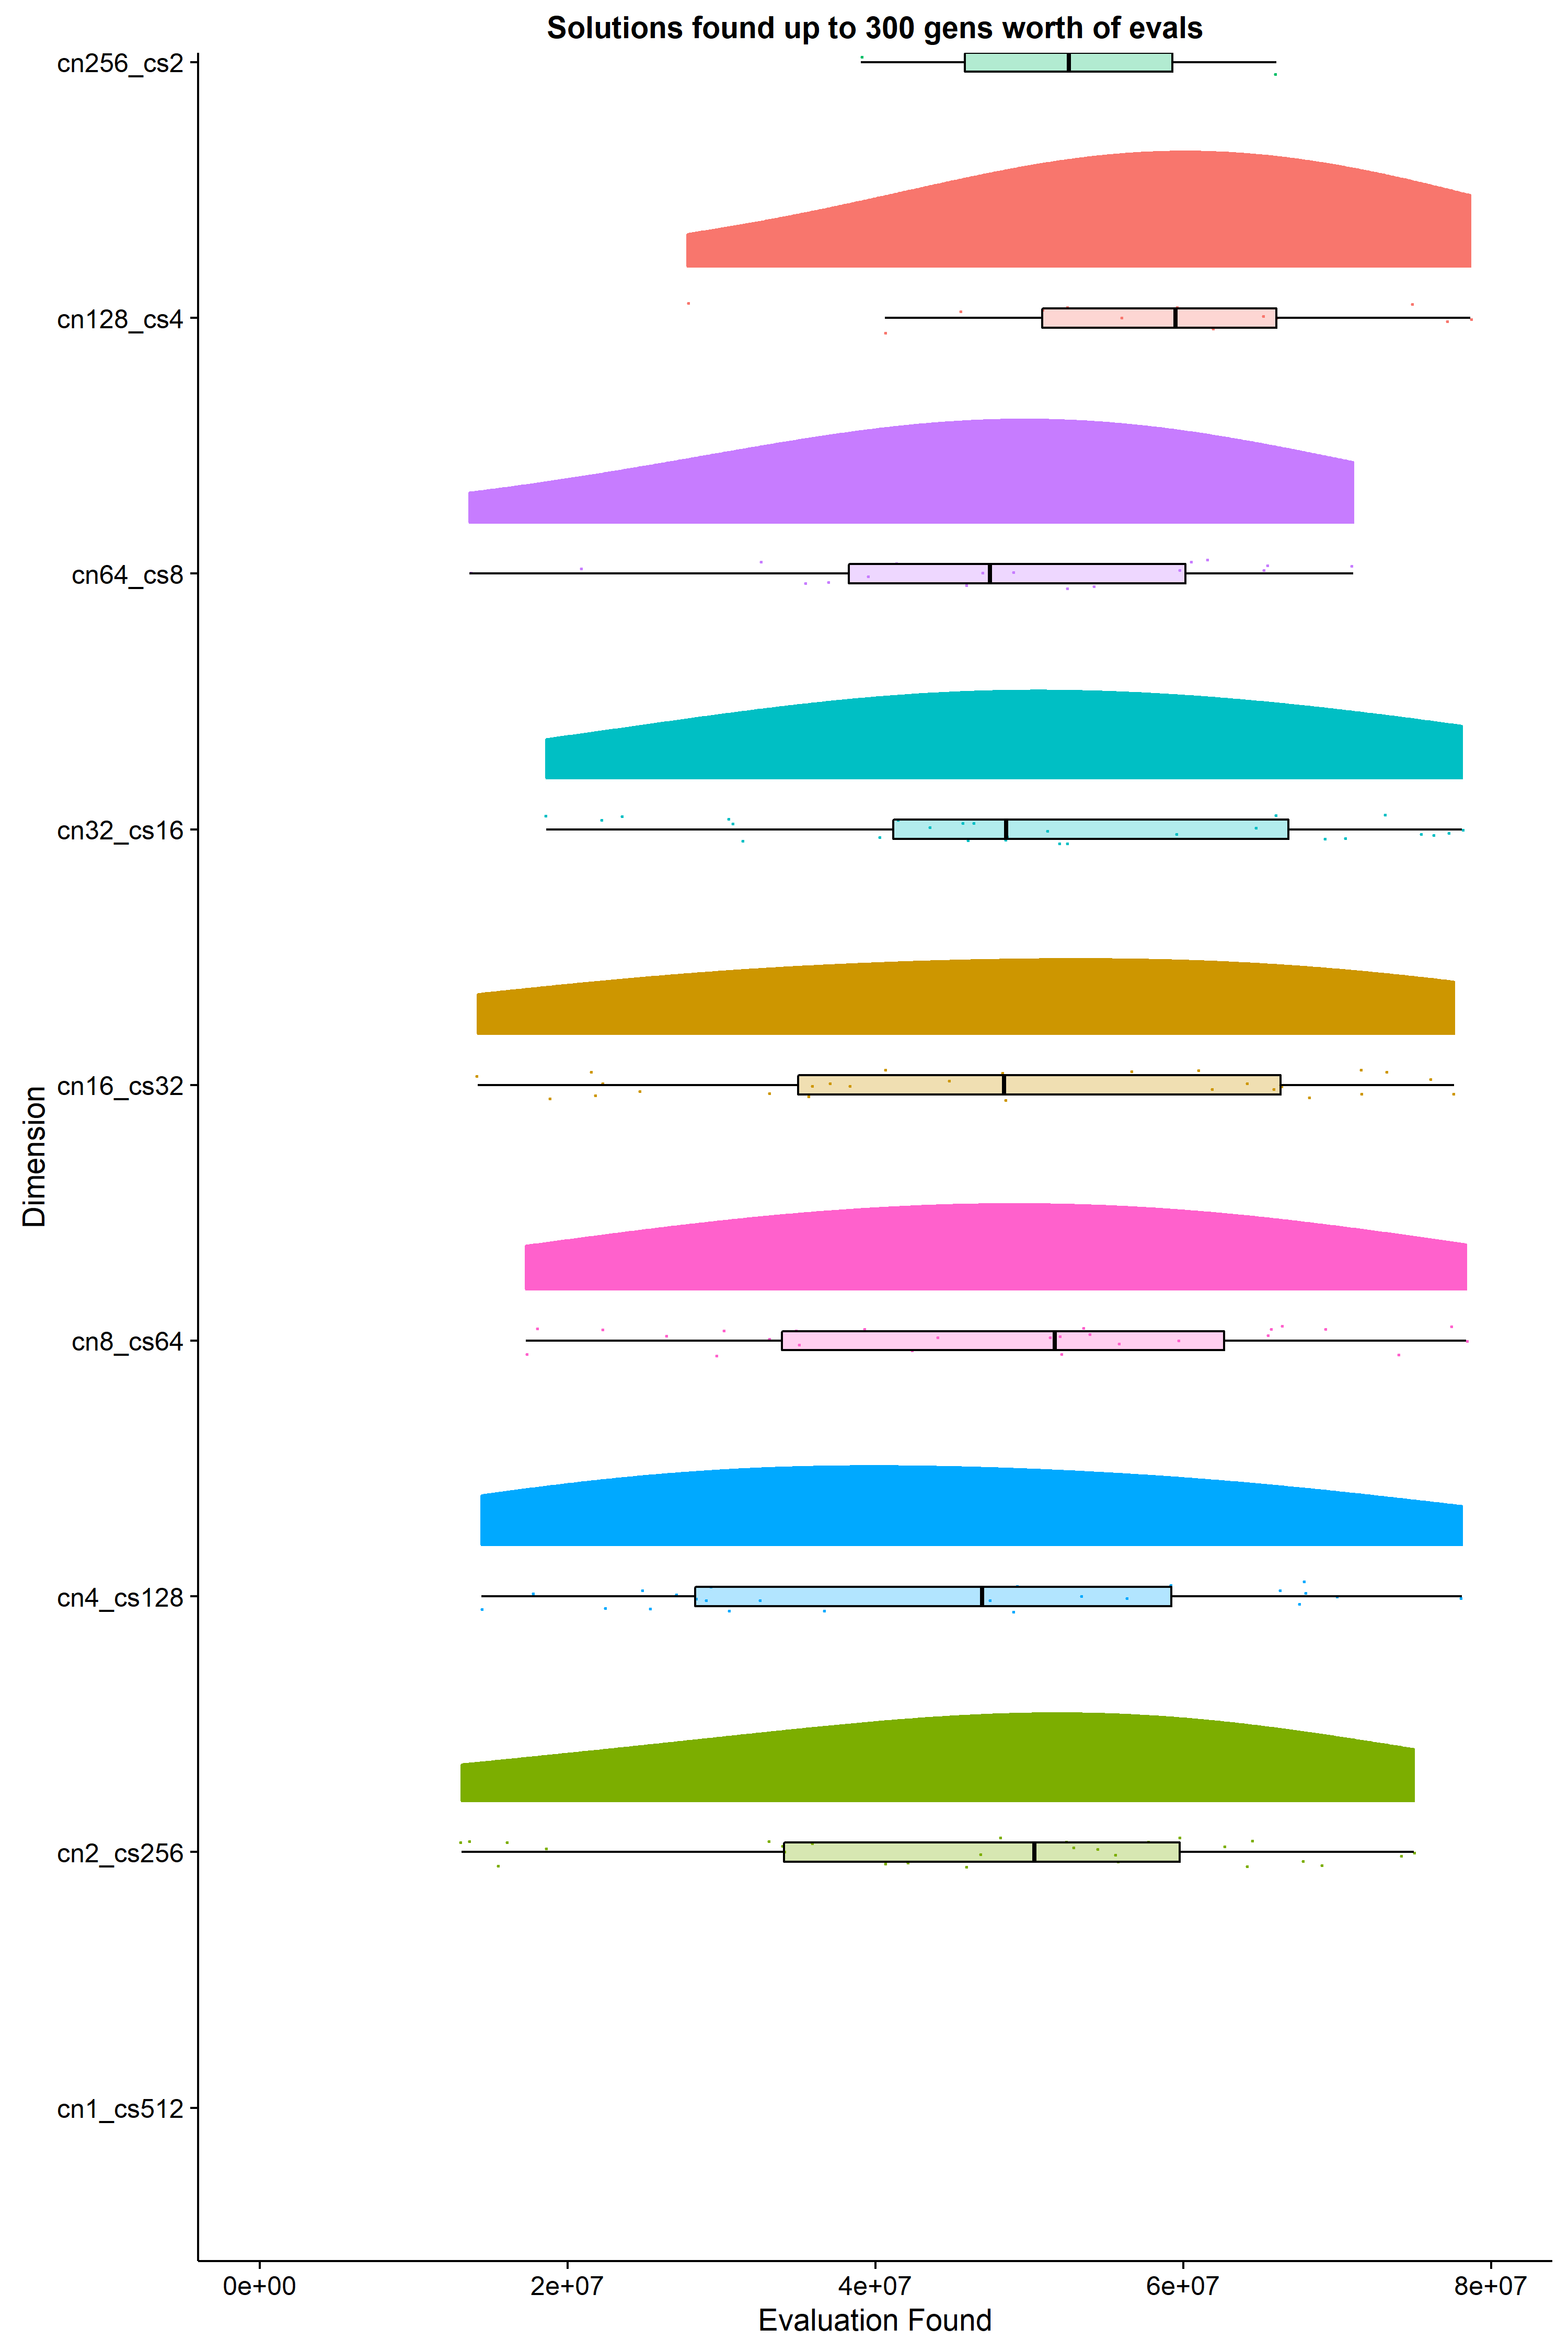 Solutions found up to 300 gens worth of evals
cn256_cs2
cn128_cs4
cn64_cs8
cn32_cs16
cn16_cs32
cn8_cs64
cn4_cs128
cn2_cs256
cn1_cs512
Dimension
0e+00
2e+07
4e+07
6e+07
8e+07
Evaluation Found